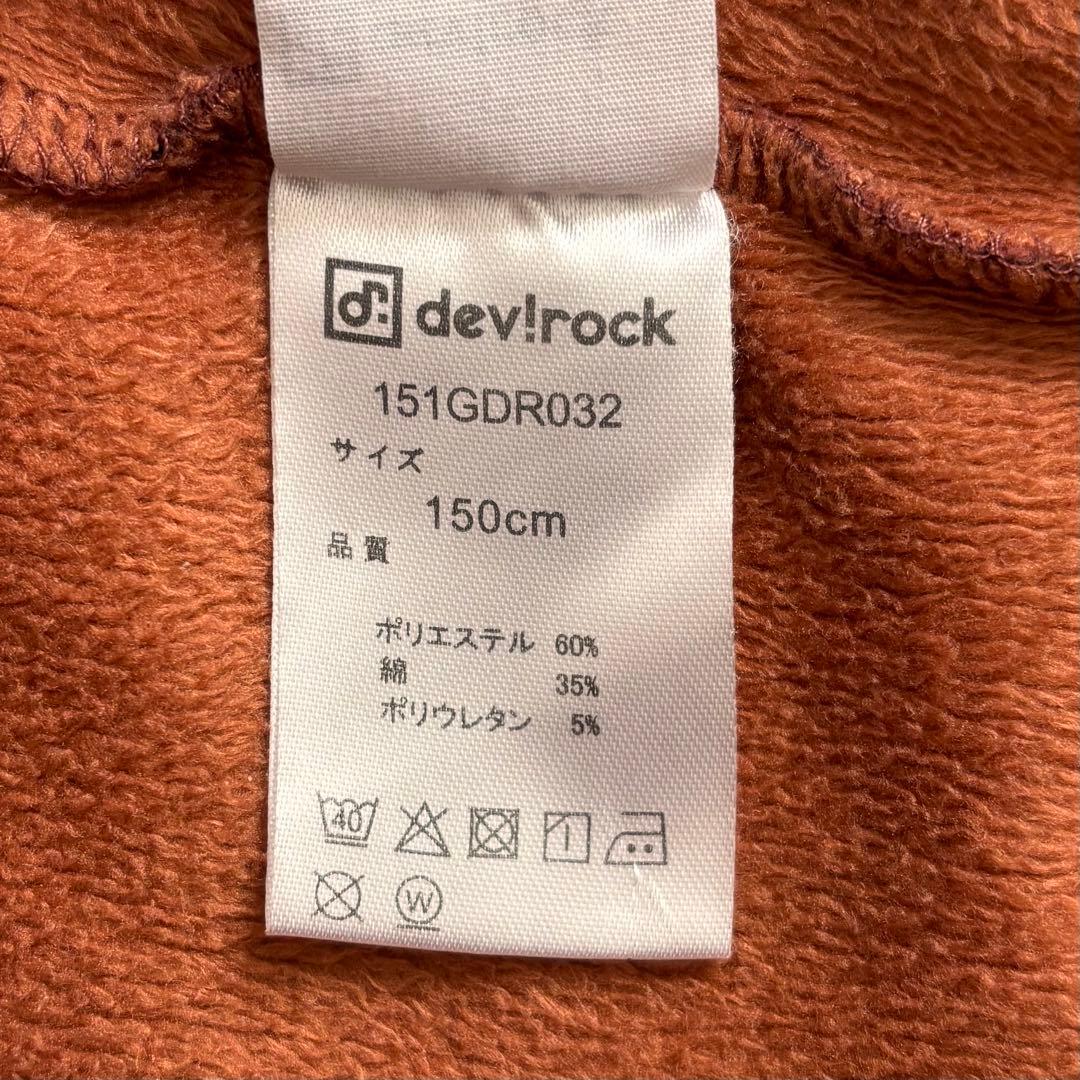 dev!rock
151GDR032
サイズ
150cm
品質
ポリエステル 60%
綿 35%
ポリウレタン 5%
40
W